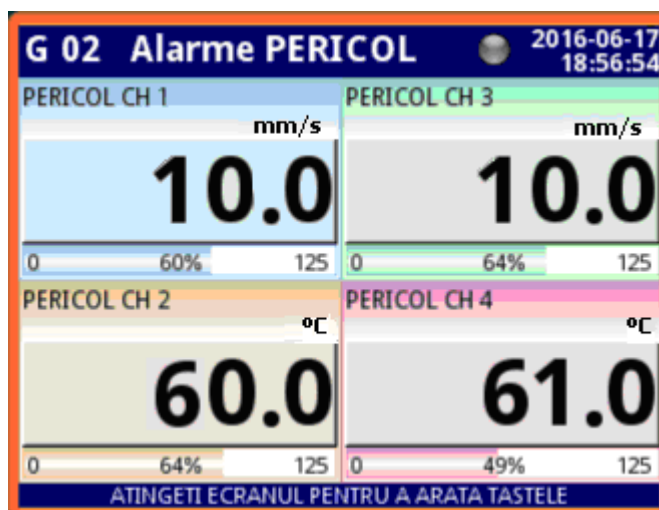 G 02 Alarme PERICOL
2016-06-17
18:56:54
PERICOL CH 1
mm/s
10.0
0 60% 125
PERICOL CH 3
mm/s
10.0
0 64% 125
PERICOL CH 2
ºC
60.0
0 64% 125
PERICOL CH 4
ºC
61.0
0 49% 125
ATINGETI ECRANUL PENTRU A ARATA TASTELE